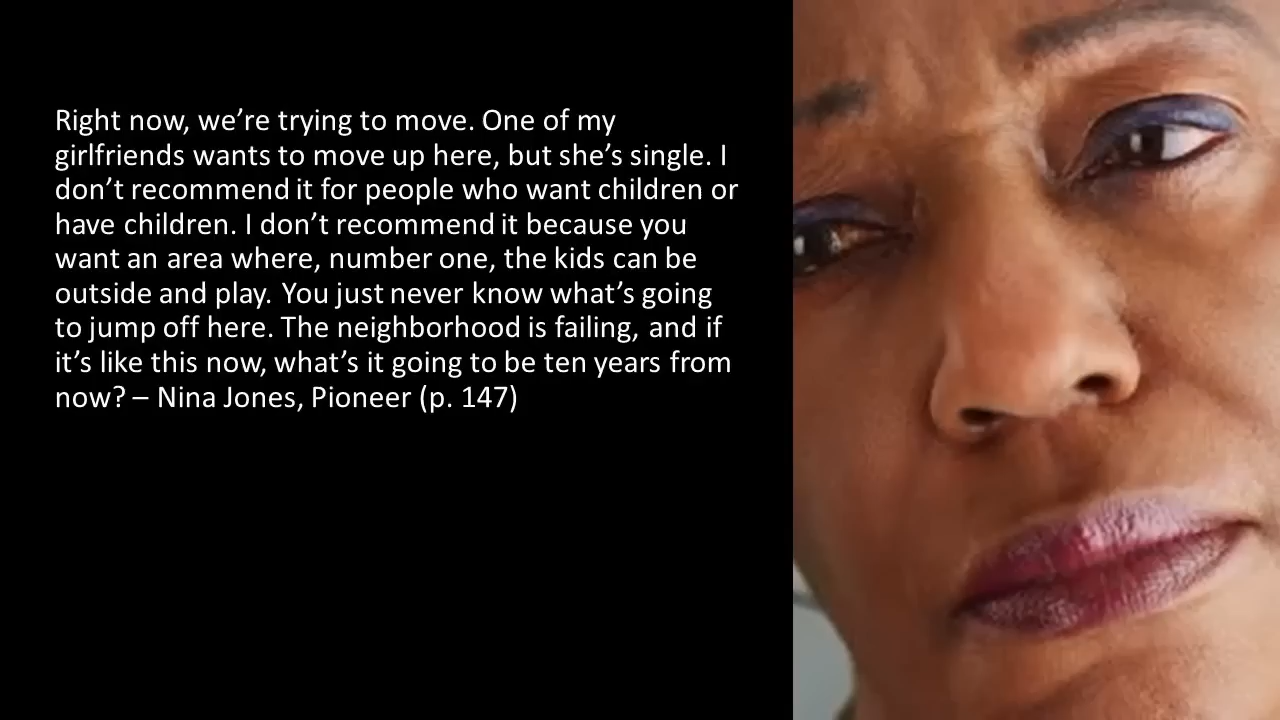 Right now, we’re trying to move. One of my
girlfriends wants to move up here, but she’s single. I
don’t recommend it for people who want children or
have children. I don’t recommend it because you
want an area where, number one, the kids can be
outside and play. You just never know what’s going
to jump off here. The neighborhood is failing, and if
it’s like this now, what’s it going to be ten years from
now? – Nina Jones, Pioneer (p. 147)